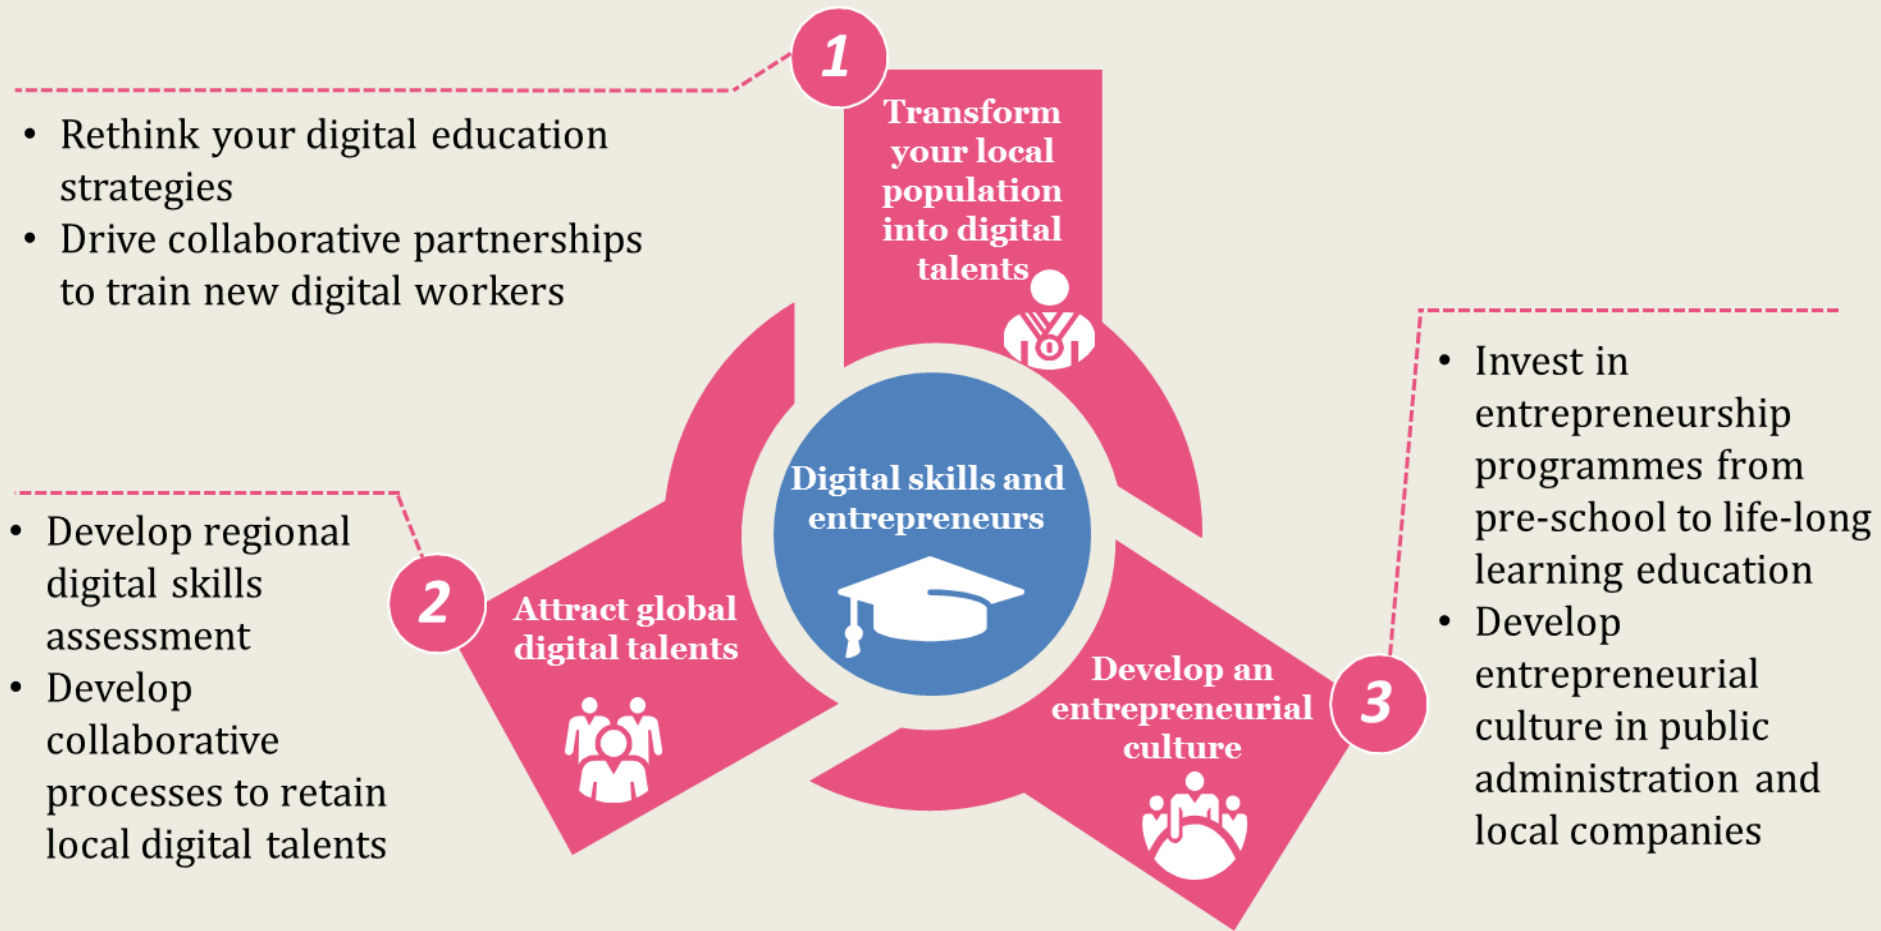 1
Transform
your local
population
into digital
talents
• Rethink your digital education
strategies
• Drive collaborative partnerships
to train new digital workers
Digital skills and
entrepreneurs
2
Attract global
digital talents
• Develop regional
digital skills
assessment
• Develop
collaborative
processes to retain
local digital talents
3
Develop an
entrepreneurial
culture
• Invest in
entrepreneurship
programmes from
pre-school to life-long
learning education
• Develop
entrepreneurial
culture in public
administration and
local companies